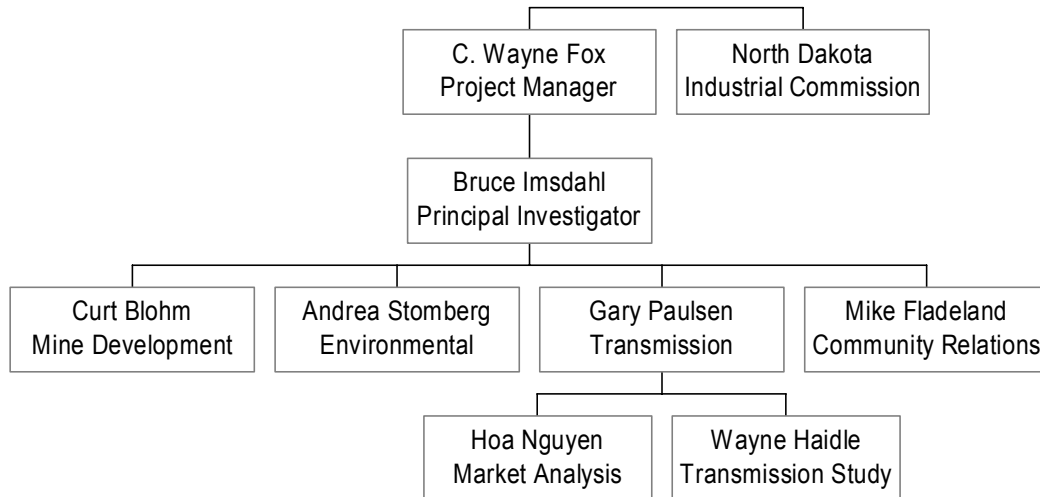 C. Wayne Fox
Project Manager
North Dakota
Industrial Commission
Bruce Imsdahl
Principal Investigator
Curt Blohm
Mine Development
Andrea Stomberg
Environmental
Gary Paulsen
Transmission
Mike Fladeland
Community Relations
Hoa Nguyen
Market Analysis
Wayne Haidle
Transmission Study